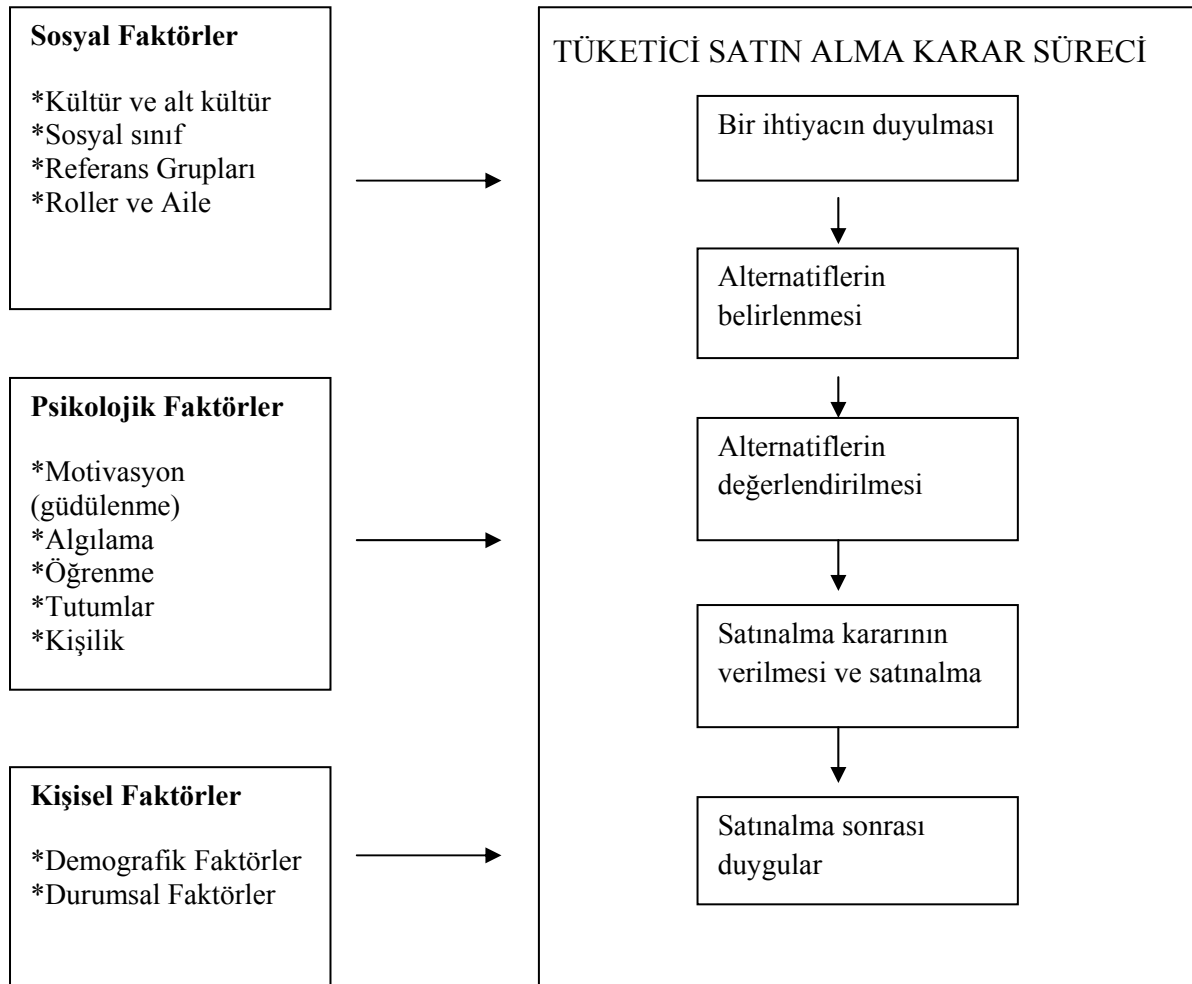 Sosyal Faktörler
*Kültür ve alt kültür
*Sosyal sınıf
*Referans Grupları
*Roller ve Aile
Psikolojik Faktörler
*Motivasyon
(güdülenme)
*Algılama
*Öğrenme
*Tutumlar
*Kişilik
Kişisel Faktörler
*Demografik Faktörler
*Durumsal Faktörler
TÜKETİCİ SATIN ALMA KARAR SÜRECİ
Bir ihtiyacın duyulması
Alternatiflerin
belirlenmesi
Alternatiflerin
değerlendirilmesi
Satınalma kararının
verilmesi ve satınalma
Satınalma sonrası
duygular